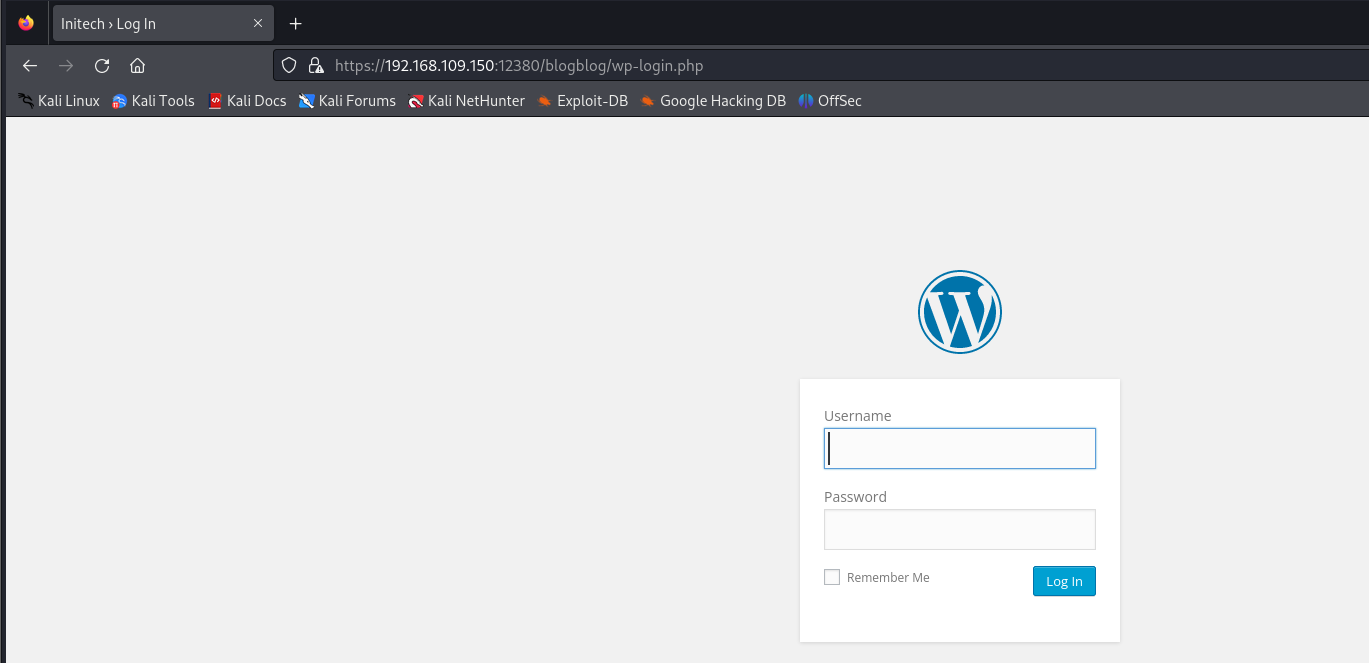 Initech › Log In
https://192.168.109.150:12380/blogblog/wp-login.php
Kali Linux Kali Tools Kali Docs Kali Forums Kali NetHunter Exploit-DB Google Hacking DB OffSec
Username
Password
Remember Me Log In